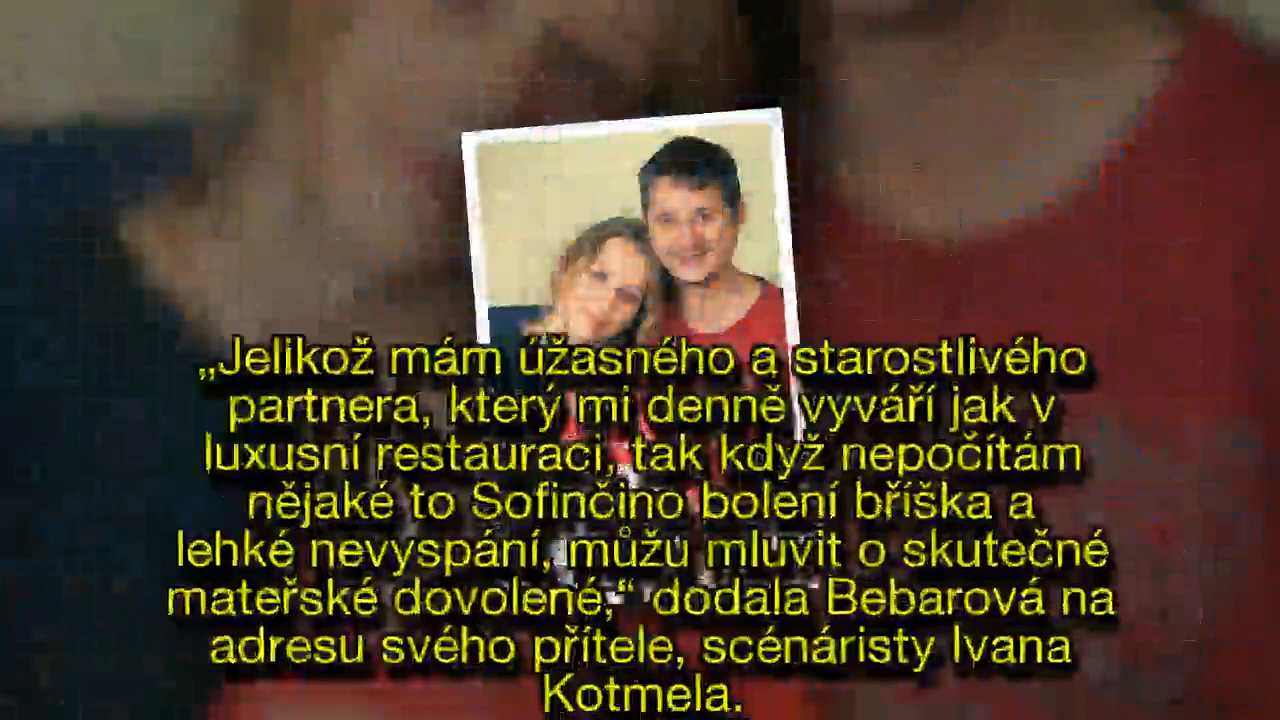 „Jelikož mám úžasného a starostlivého
partnera, který mi denně vyváří jak v
luxusní restauraci, tak když nepočítám
nějaké to Sofinčino bolení bříška a
lehké nevyspání, můžu mluvit o skutečné
mateřské dovolené,“ dodala Bebarová na
adresu svého přítele, scénáristy Ivana
Kotmela.